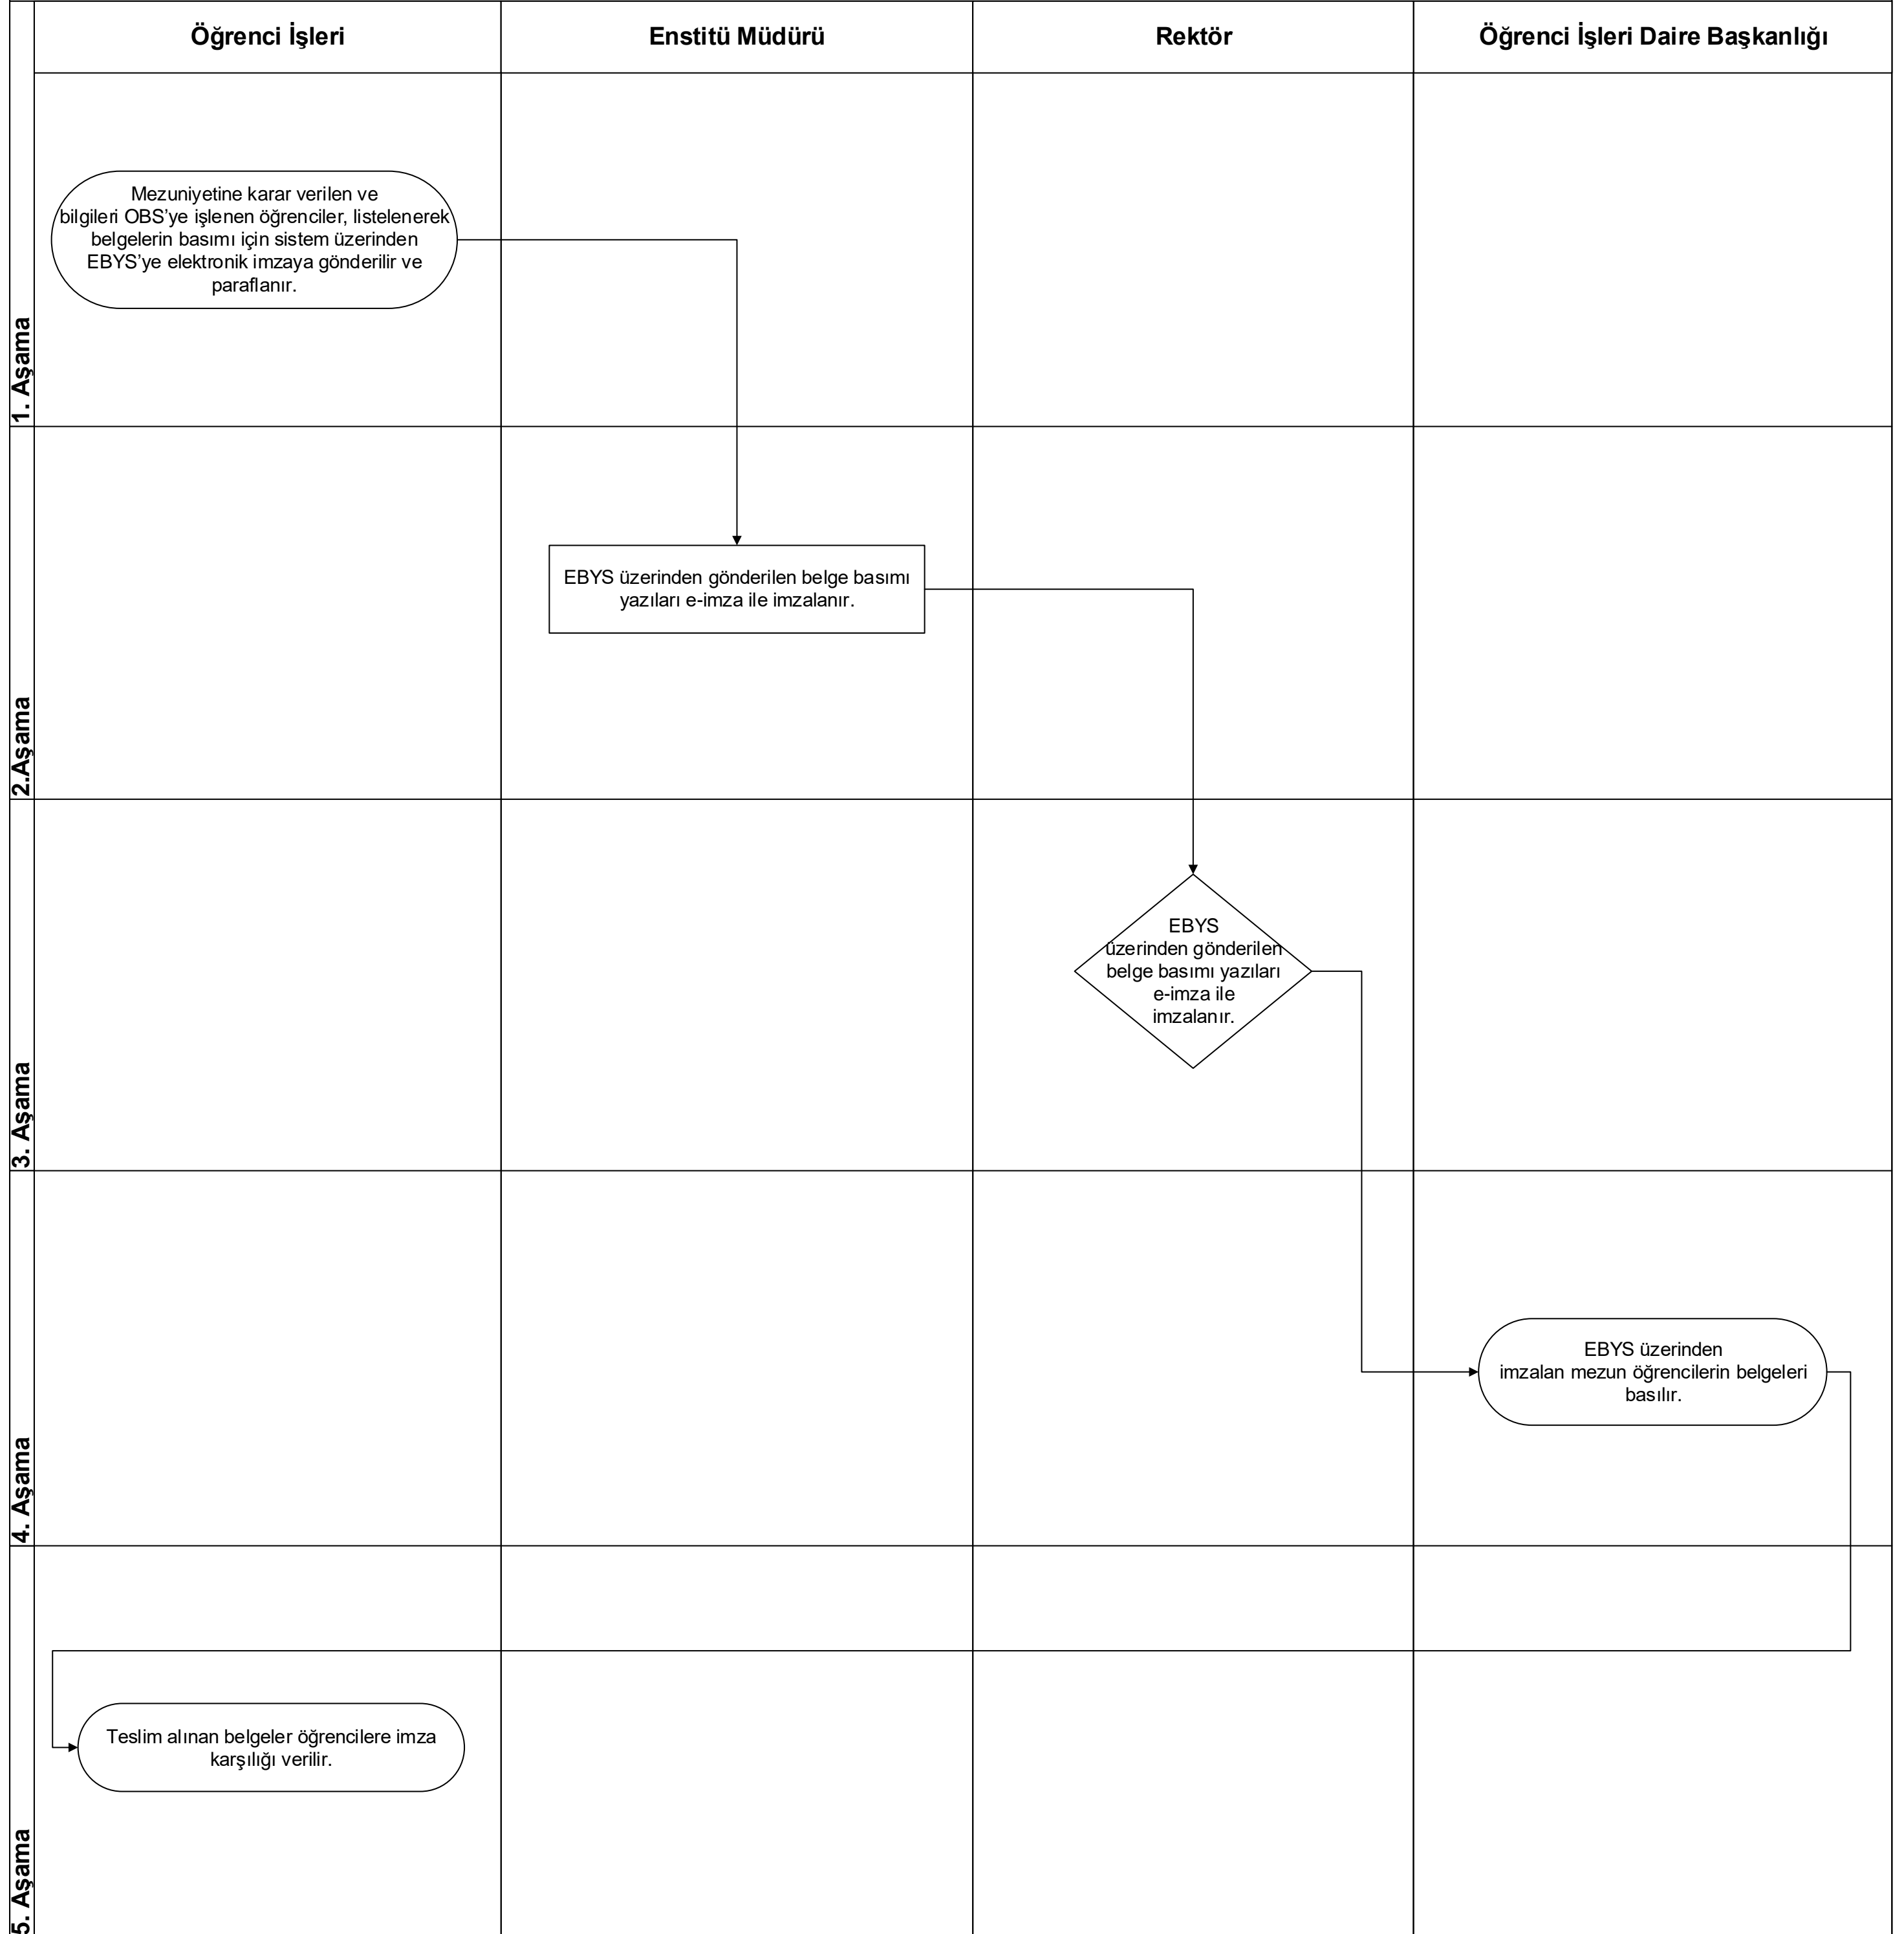 Öğrenci İşleri
Enstitü Müdürü
Rektör
Öğrenci İşleri Daire Başkanlığı
1. Aşama
Mezuniyetine karar verilen ve
bilgileri OBS'ye işlenen öğrenciler, listelenerek
belgelerin basımı için sistem üzerinden
EBYS'ye elektronik imzaya gönderilir ve
paraflanır.
2.Aşama
EBYS üzerinden gönderilen belge basımı
yazıları e-imza ile imzalanır.
3. Aşama
EBYS
üzerinden gönderilen
belge basımı yazıları
e-imza ile
imzalanır.
4. Aşama
EBYS üzerinden
imzalan mezun öğrencilerin belgeleri
basılır.
5. Aşama
Teslim alınan belgeler öğrencilere imza
karşılığı verilir.